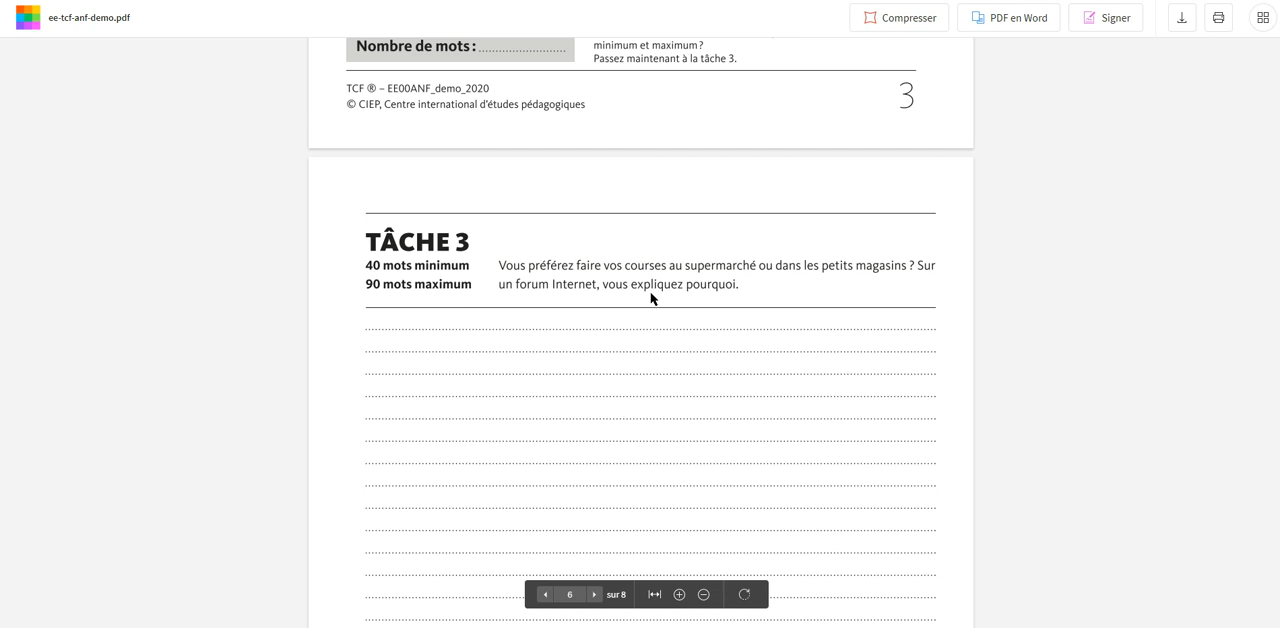 ee-tcf-anf-demo.pdf
Compresser
PDF en Word
Signer
Nombre de mots :
minimum et maximum ?
Passez maintenant à la tâche 3.
TCF ® – EE00ANF_demo_2020
© CIEP, Centre international d'études pédagogiques
3
TÂCHE 3
40 mots minimum
90 mots maximum
Vous préférez faire vos courses au supermarché ou dans les petits magasins ? Sur
un forum Internet, vous expliquez pourquoi.
6 sur 8